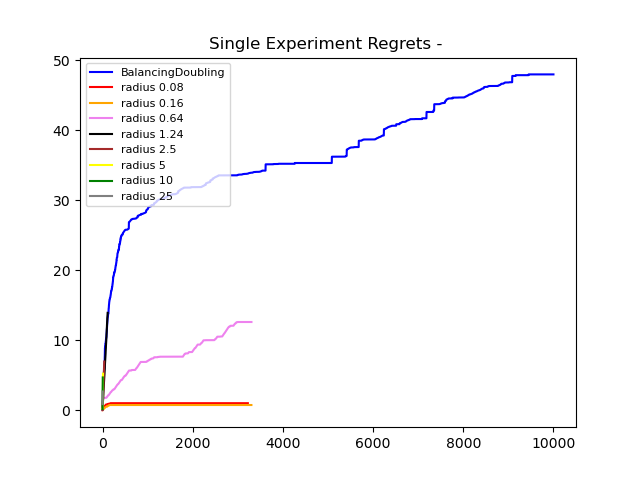 Single Experiment Regrets -
50
40
30
20
10
0
BalancingDoubling
radius 0.08
radius 0.16
radius 0.64
radius 1.24
radius 2.5
radius 5
radius 10
radius 25
0 2000 4000 6000 8000 10000